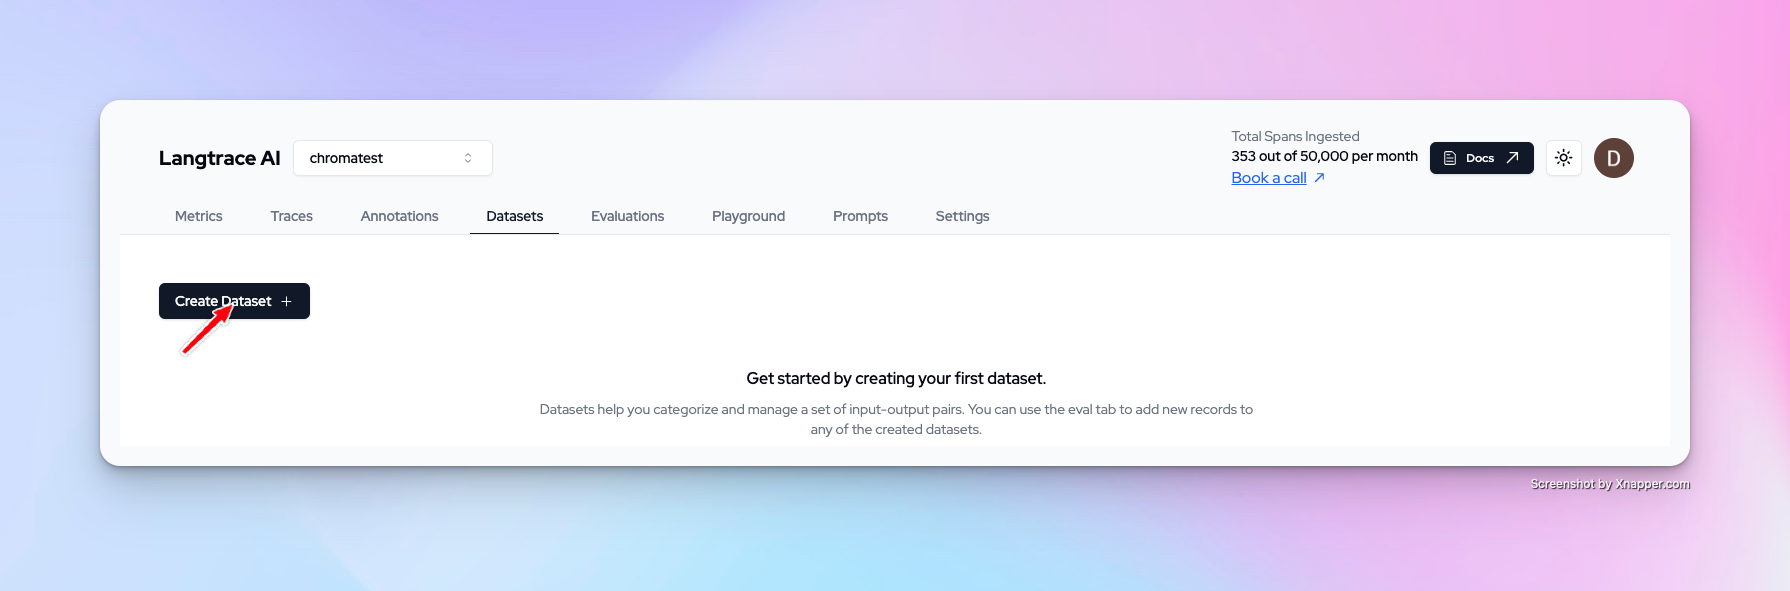 Langtrace AI
chromatest
Total Spans Ingested
353 out of 50,000 per month
Book a call
Docs
D
Metrics
Traces
Annotations
Datasets
Evaluations
Playground
Prompts
Settings
Create Dataset
Get started by creating your first dataset.
Datasets help you categorize and manage a set of input-output pairs. You can use the eval tab to add new records to
any of the created datasets.
Screenshot by Xnapper.com